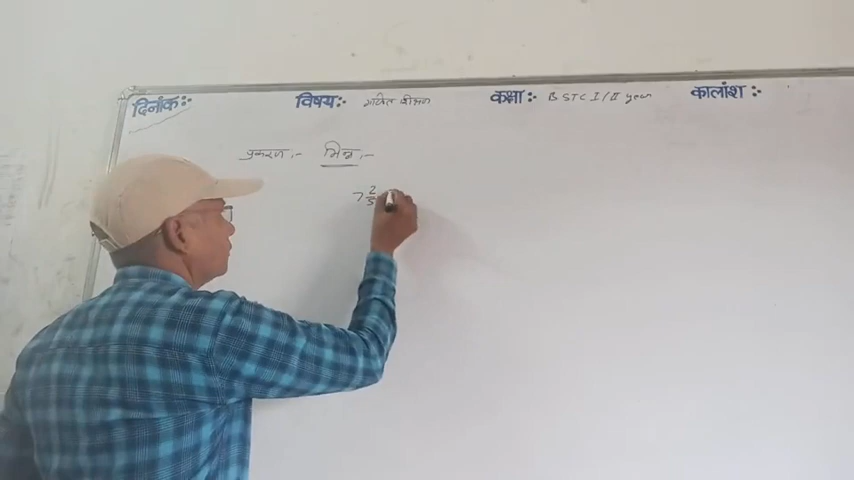 दिनांक :- विषय :- गणित शिक्षण कक्षा :- BSTC I/II year कालांश :-
प्रकरण :- भिन्न :-
7 2/5